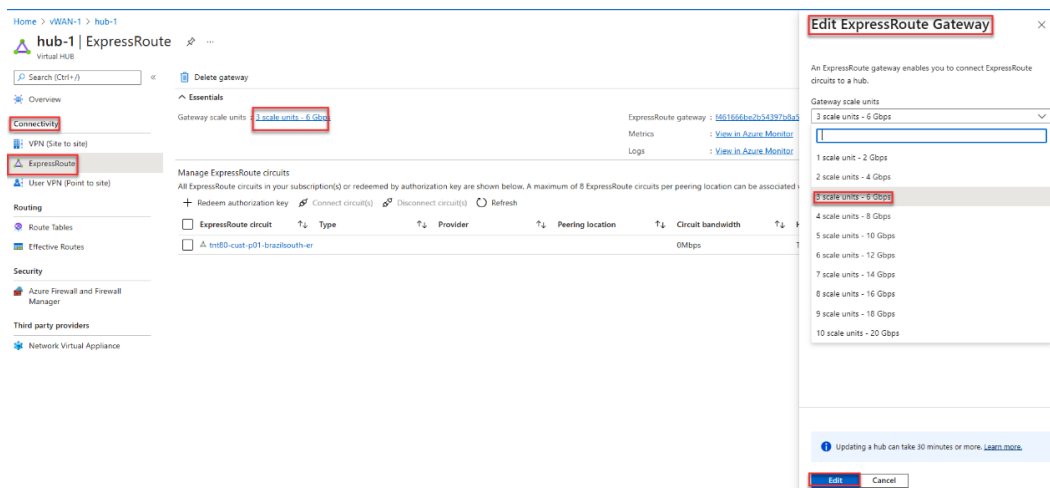 Home > vWAN-1 > hub-1
hub-1 | ExpressRoute
Virtual HUB
Search (Ctrl+/)
Overview
Connectivity
VPN (Site to site)
ExpressRoute
User VPN (Point to site)
Routing
Route Tables
Effective Routes
Security
Azure Firewall and Firewall
Manager
Third party providers
Network Virtual Appliance
Delete gateway
Essentials
Gateway scale units : 3 scale units - 6 Gbps
ExpressRoute gateway :
Metrics : View in Azure Monitor
Logs : View in Azure Monitor
Manage ExpressRoute circuits
All ExpressRoute circuits in your subscription(s) or redeemed by authorization key are shown below. A maximum of 8 ExpressRoute circuits per peering location can be associated
Redeem authorization key Connect circuit(s) Disconnect circuit(s) Refresh
ExpressRoute circuit Type Provider Peering location Circuit bandwidth
tnt80-cust-p01-brazilsouth-er 0Mbps
Edit ExpressRoute Gateway
An ExpressRoute gateway enables you to connect ExpressRoute
circuits to a hub.
Gateway scale units
3 scale units - 6 Gbps
1 scale unit - 2 Gbps
2 scale units - 4 Gbps
3 scale units - 6 Gbps
4 scale units - 8 Gbps
5 scale units - 10 Gbps
6 scale units - 12 Gbps
7 scale units - 14 Gbps
8 scale units - 16 Gbps
9 scale units - 18 Gbps
10 scale units - 20 Gbps
Updating a hub can take 30 minutes or more. Learn more.
Edit Cancel